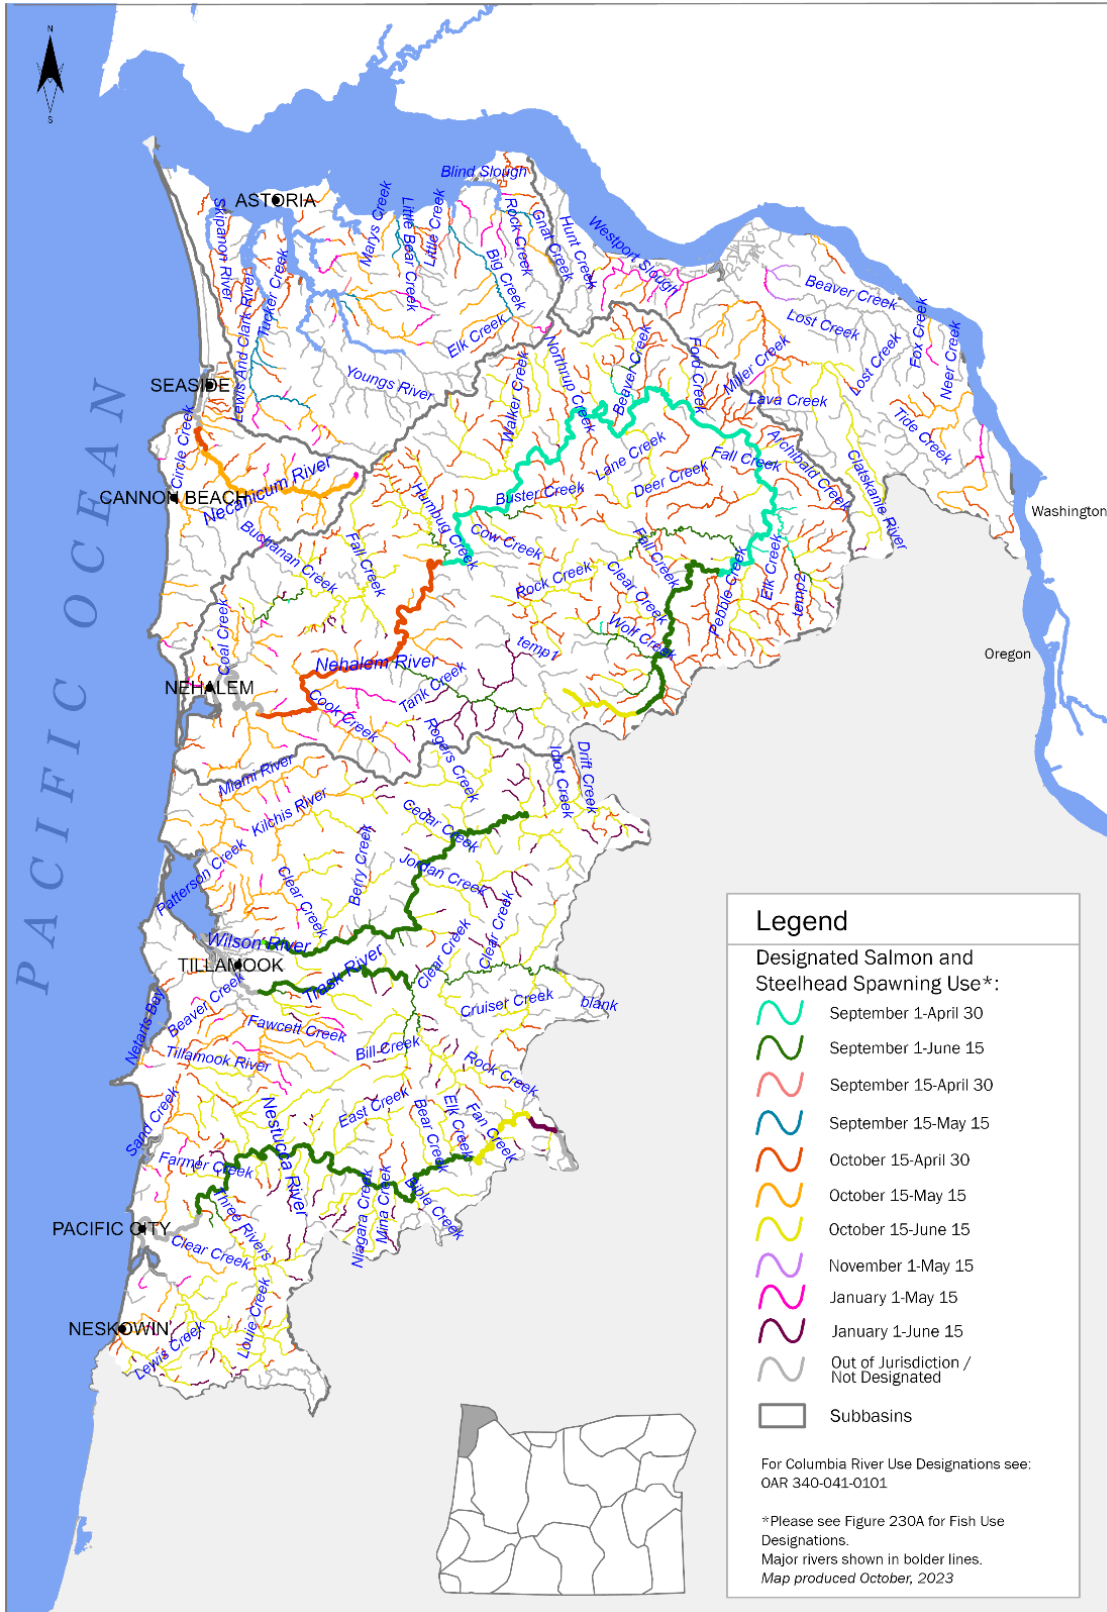 N
S
Blind Slough
ASTORIA
Skipanon River
Lewis And Clark River
Tucker Creek
Marys Creek
Little Bear Creek
Little Creek
Big Creek
Rock Creek
Gnat Creek
Hunt Creek
Westport Slough
Beaver Creek
Lost Creek
Lost Creek
Fox Creek
Neer Creek
Elk Creek
Youngs River
SEASIDE
Northrup Creek
Walker Creek
Beaver Creek
Ford Creek
Miller Creek
Lava Creek
Tide Creek
Clatskanie River
Archibald Creek
Fall Creek
Lane Creek
Deer Creek
Circle Creek
CANNON BEACH
Necanicum River
Humbug Creek
Buster Creek
Cow Creek
Washington
Buchanan Creek
Fall Creek
Rock Creek
Fall Creek
Clear Creek
Wolf Creek
Pebble Creek
Elk Creek
temp2
Oregon
Coal Creek
temp1
Nehalem River
NEHALEM
Tank Creek
Cook Creek
PACIFIC OCEAN
Rogers Creek
Idiot Creek
Drift Creek
Miami River
Kilchis River
Cedar Creek
Patterson Creek
Berry Creek
Jordan Creek
Clear Creek
Clear Creek
Clear Creek
Wilson River
TILLAMOOK
Trask River
Cruiser Creek
blank
Netarts Bay
Beaver Creek
Fawcett Creek
Bill Creek
Tillamook River
Rock Creek
Sand Creek
East Creek
Bear Creek
Elk Creek
Fan Creek
Nestucca River
Farmer Creek
Three Rivers
Niagara Creek
Mina Creek
Bible Creek
PACIFIC CITY
Clear Creek
Louie Creek
NESKOWIN
Lewis Creek
Legend
Designated Salmon and
Steelhead Spawning Use*:
September 1-April 30
September 1-June 15
September 15-April 30
September 15-May 15
October 15-April 30
October 15-May 15
October 15-June 15
November 1-May 15
January 1-May 15
January 1-June 15
Out of Jurisdiction /
Not Designated
Subbasins
For Columbia River Use Designations see:
OAR 340-041-0101
*Please see Figure 230A for Fish Use
Designations.
Major rivers shown in bolder lines.
Map produced October, 2023